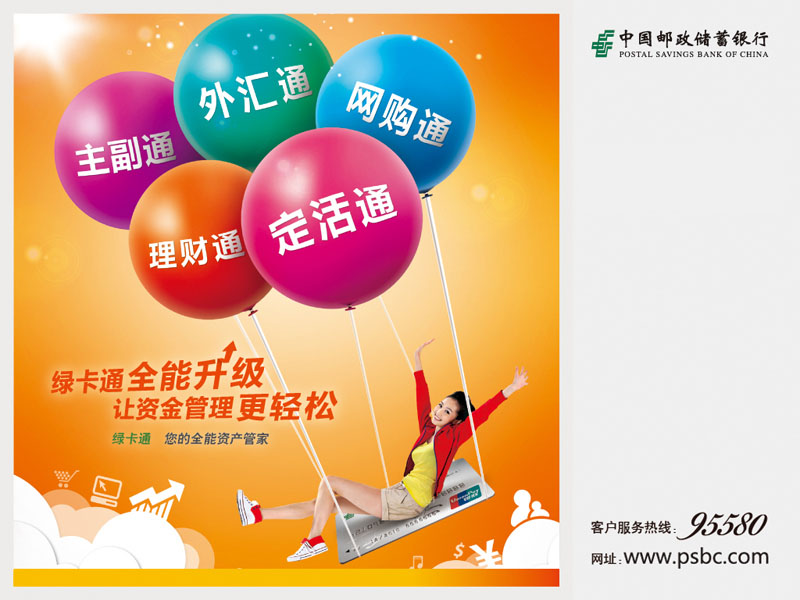 中国邮政储蓄银行
POSTAL SAVINGS BANK OF CHINA
外汇通
网购通
主副通
定活通
理财通
绿卡通全能升级
让资金管理更轻松
绿卡通 您的全能资产管家
客户服务热线：95580
网址：www.psbc.com